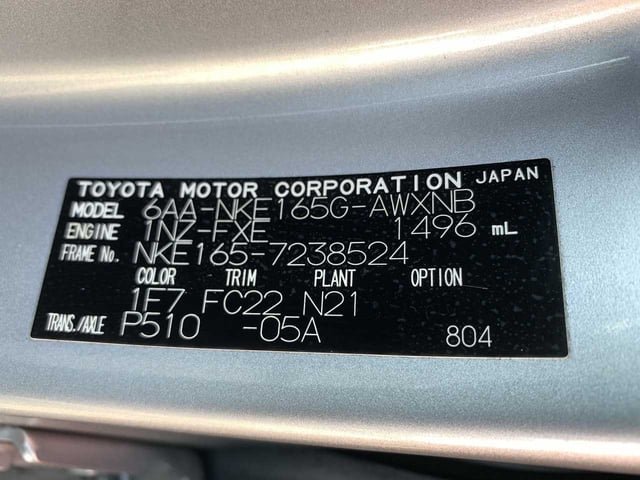 TOYOTA MOTOR CORPORATION JAPAN
MODEL 6AA-NKE165G-AWXNB
ENGINE 1NZ-FXE 1496 mL
FRAME No. NKE165-7238524
COLOR TRIM PLANT OPTION
1F7 FC22 N21
TRANS./AXLE P510 -05A 804